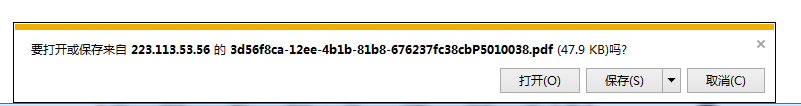 要打开或保存来自 223.113.53.56 的 3d56f8ca-12ee-4b1b-81b8-676237fc38cbP5010038.pdf (47.9 KB)吗?
打开(O) 保存(S) 取消(C)